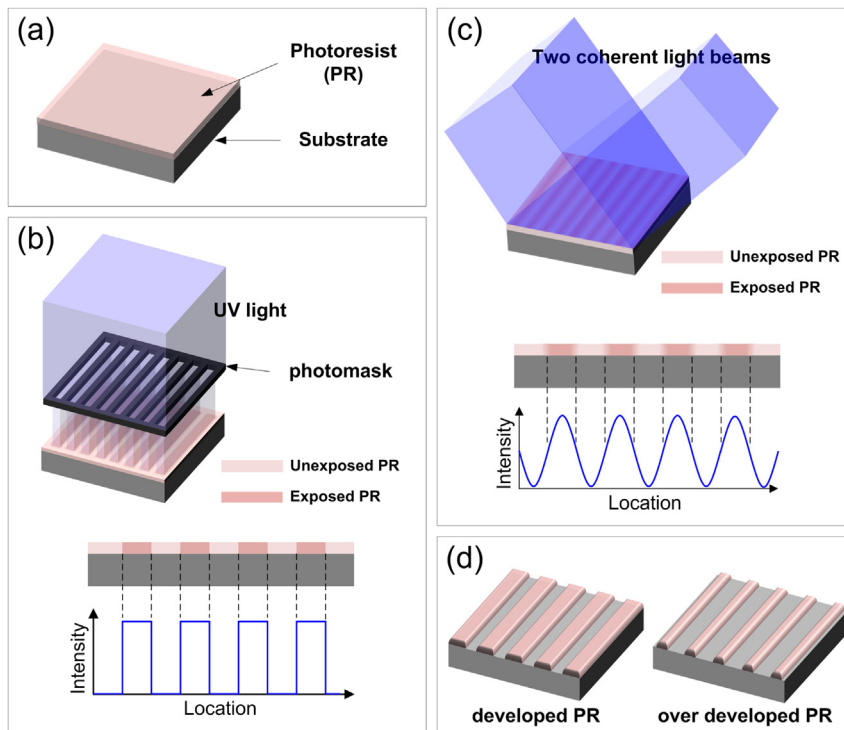 (a)
Photoresist
(PR)
Substrate
(b)
UV light
photomask
Unexposed PR
Exposed PR
Intensity
Location
(c)
Two coherent light beams
Unexposed PR
Exposed PR
Intensity
Location
(d)
developed PR
over developed PR